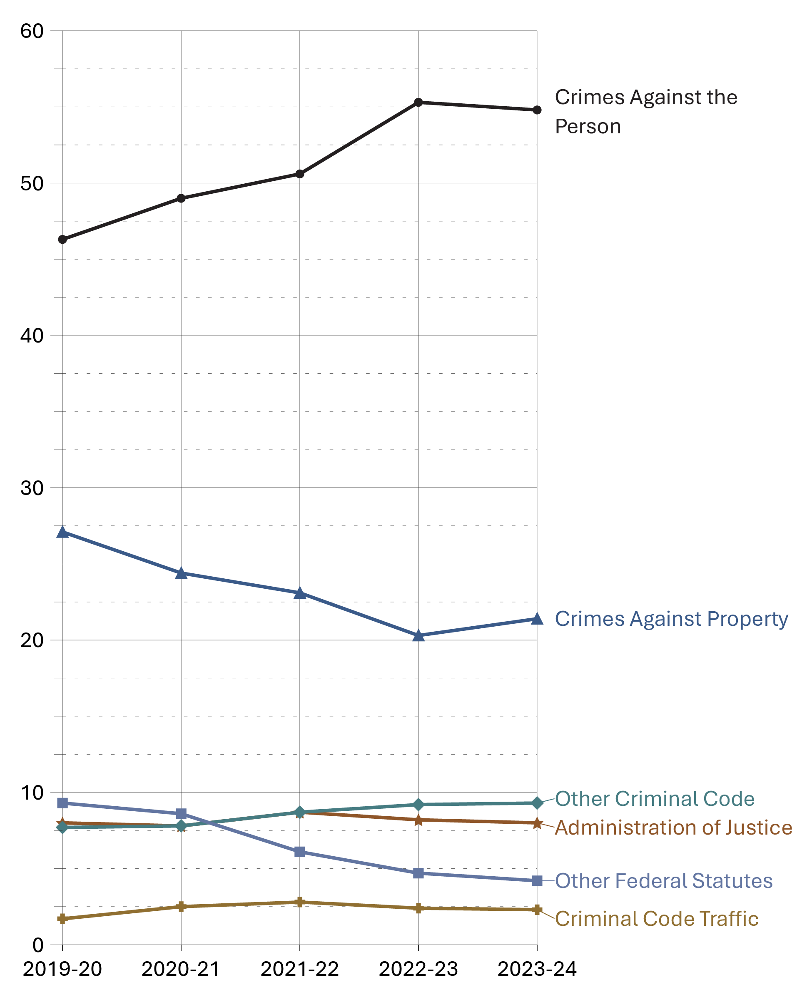 60
50
40
30
20
10
0
2019-20
2020-21
2021-22
2022-23
2023-24
Crimes Against the
Person
Crimes Against Property
Other Criminal Code
Administration of Justice
Other Federal Statutes
Criminal Code Traffic